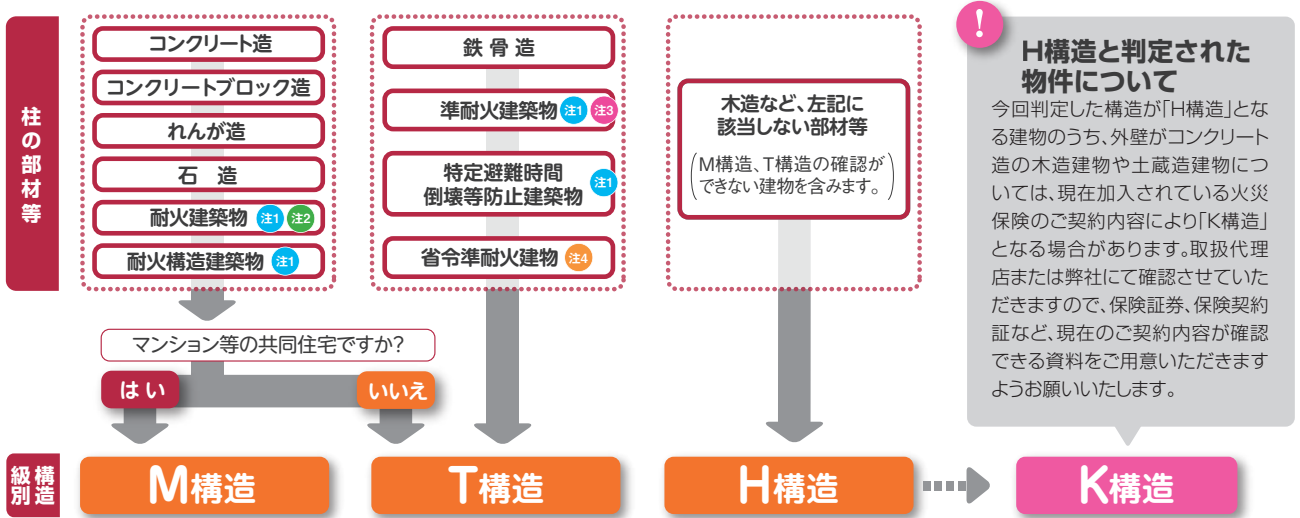 柱の部材等
コンクリート造
コンクリートブロック造
れんが造
石 造
耐火建築物 注1 注2
耐火構造建築物 注1
マンション等の共同住宅ですか?
はい
いいえ
鉄 骨 造
準耐火建築物 注1 注3
特定避難時間
倒壊等防止建築物 注1
省令準耐火建物 注4
木造など、左記に
該当しない部材等
(M構造、T構造の確認が
できない建物を含みます。)
!
H構造と判定された
物件について
今回判定した構造が「H構造」とな
る建物のうち、外壁がコンクリート
造の木造建物や土蔵造建物につ
いては、現在加入されている火災
保険のご契約内容により「K構造」
となる場合があります。取扱代理
店または弊社にて確認させていた
だきますので、保険証券、保険契約
証など、現在のご契約内容が確認
できる資料をご用意いただきます
ようお願いいたします。
構造
級別
M構造
T構造
H構造
K構造